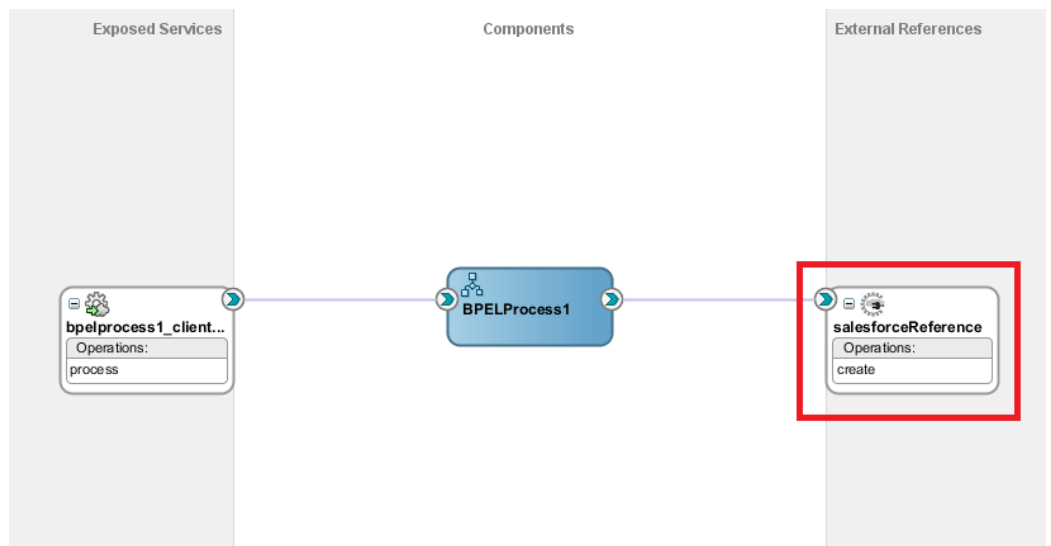 Exposed Services
Components
External References
bpelprocess1_client...
Operations:
process
BPELProcess1
salesforceReference
Operations:
create